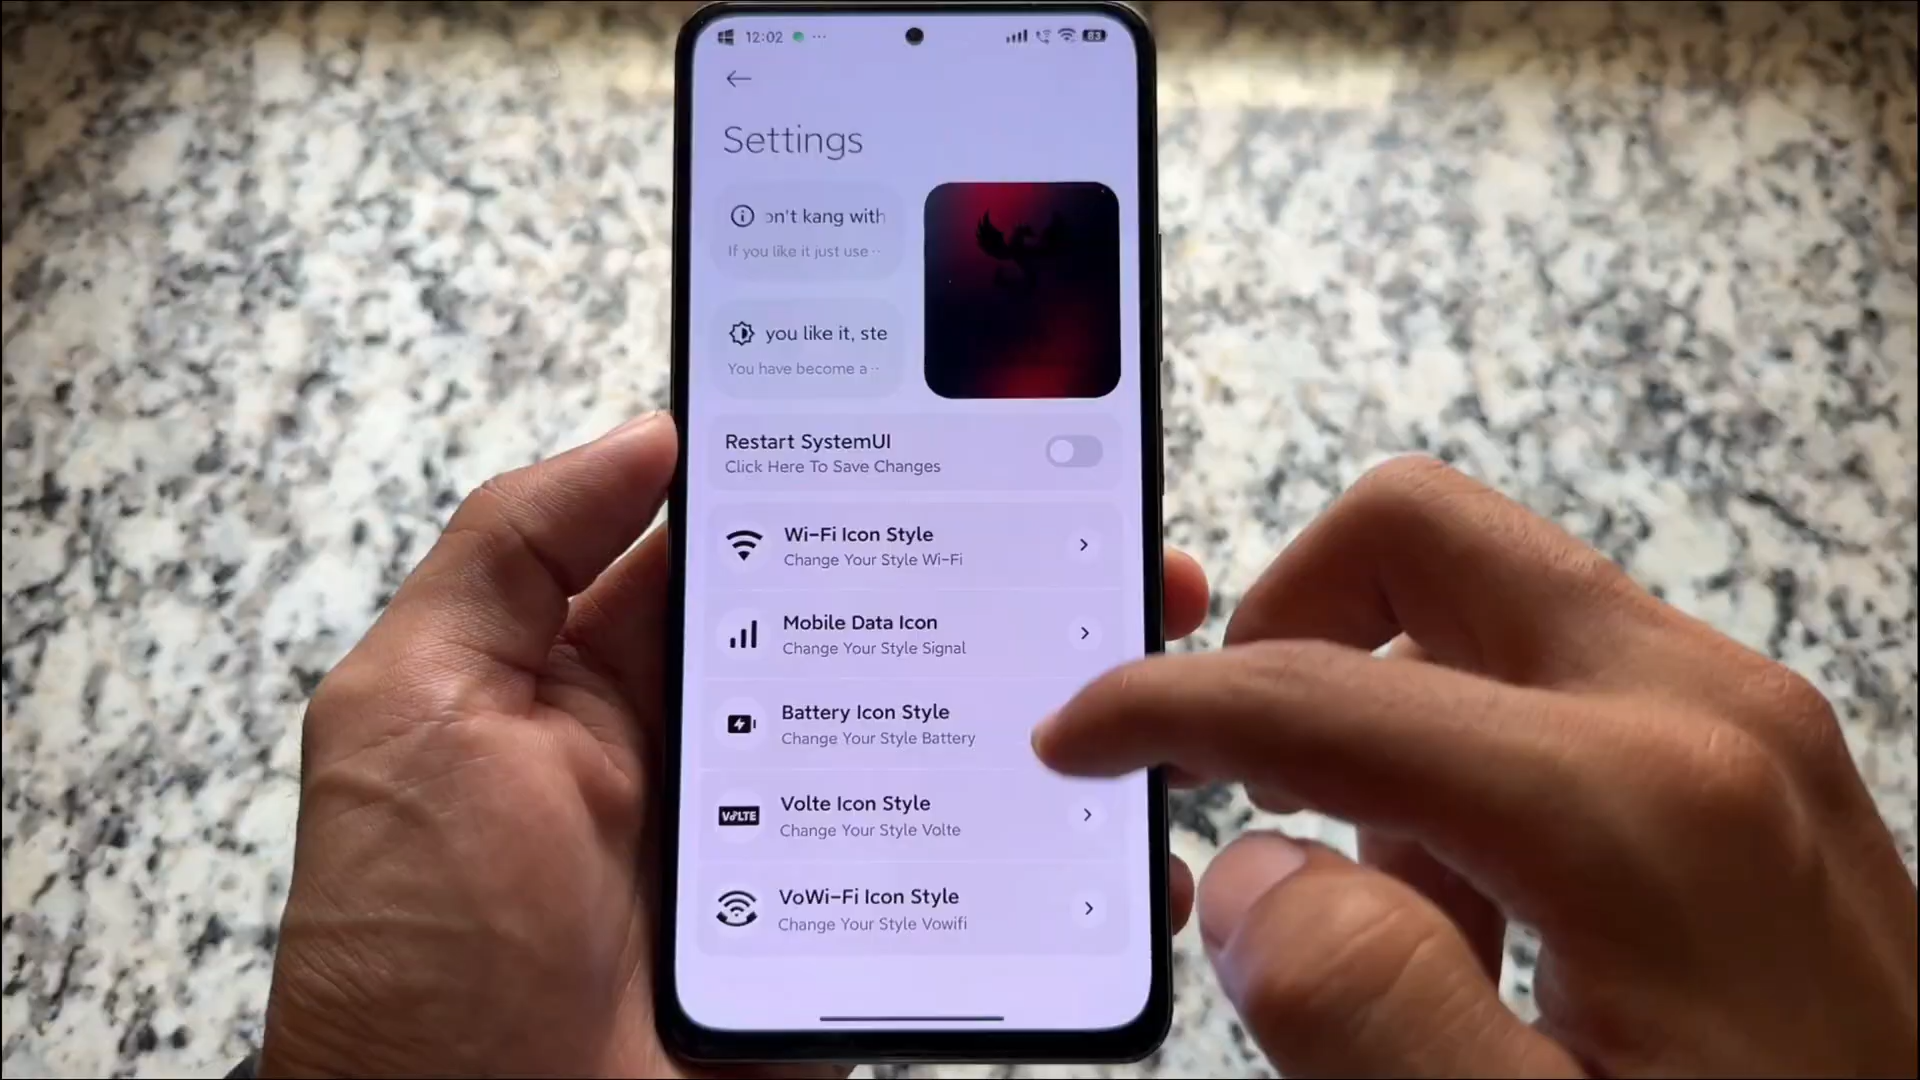 12:02 ... 83
Settings
on't kang with
If you like it just use ··
you like it, ste
You have become a ··
Restart SystemUI
Click Here To Save Changes
Wi-Fi Icon Style
Change Your Style Wi-Fi
Mobile Data Icon
Change Your Style Signal
Battery Icon Style
Change Your Style Battery
VoLTE
Volte Icon Style
Change Your Style Volte
VoWi-Fi Icon Style
Change Your Style Vowifi